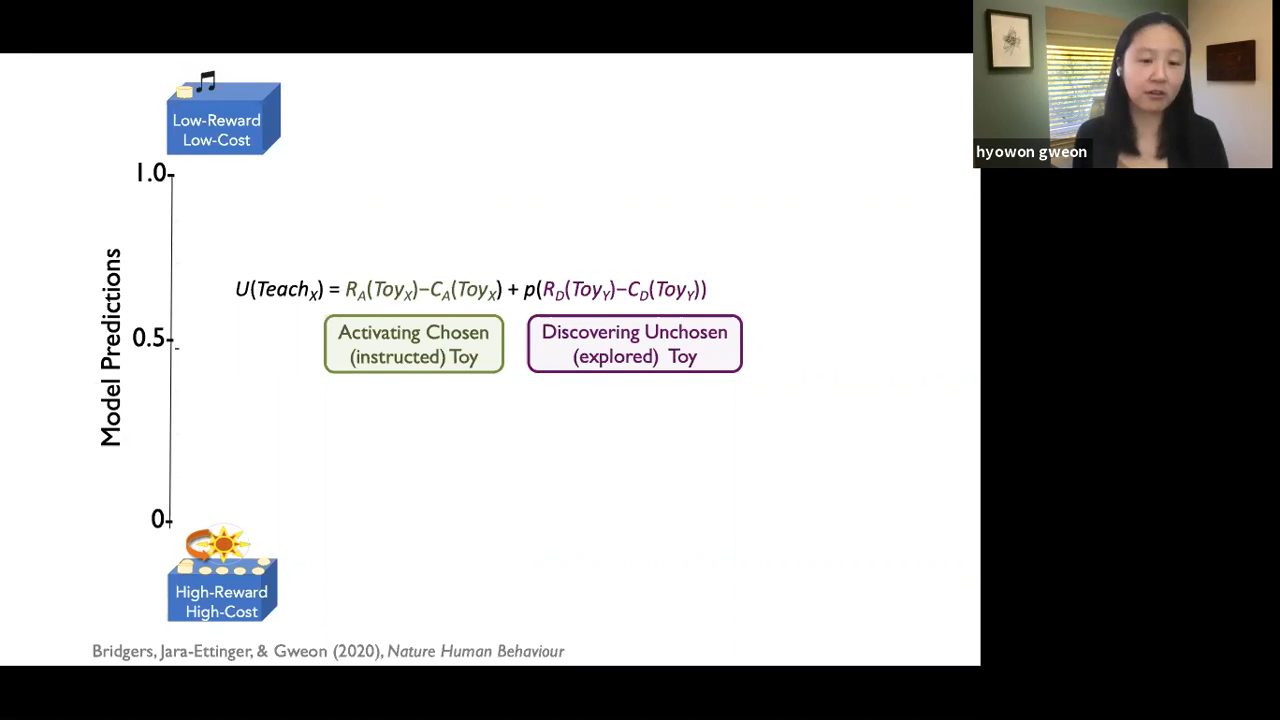 hyowon gweon
Low-Reward
Low-Cost
1.0
0.5
0
Model Predictions
U(Teach_X) = R_A(Toy_X)−C_A(Toy_X) + p(R_D(Toy_Y)−C_D(Toy_Y))
Activating Chosen
(instructed) Toy
Discovering Unchosen
(explored) Toy
High-Reward
High-Cost
Bridgers, Jara-Ettinger, & Gweon (2020), Nature Human Behaviour